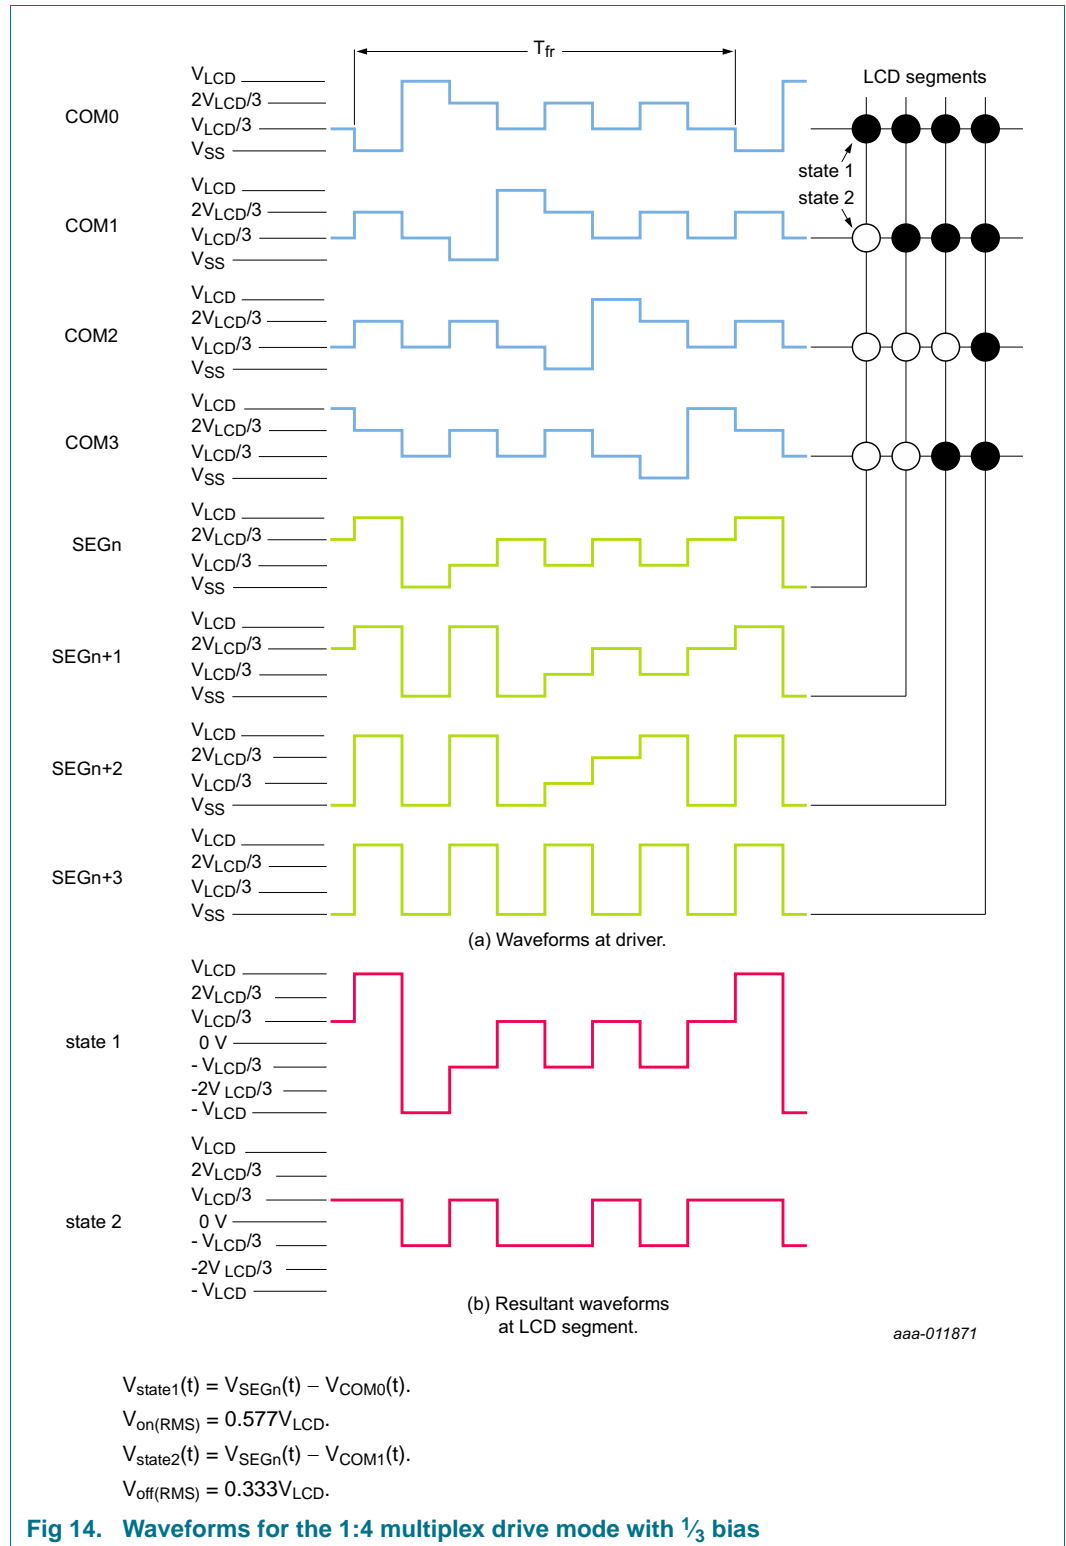 Tfr
VLCD
2VLCD/3
VLCD/3
VSS
COM0
LCD segments
state 1
state 2
VLCD
2VLCD/3
VLCD/3
VSS
COM1
VLCD
2VLCD/3
VLCD/3
VSS
COM2
VLCD
2VLCD/3
VLCD/3
VSS
COM3
VLCD
2VLCD/3
VLCD/3
VSS
SEGn
VLCD
2VLCD/3
VLCD/3
VSS
SEGn+1
VLCD
2VLCD/3
VLCD/3
VSS
SEGn+2
VLCD
2VLCD/3
VLCD/3
VSS
SEGn+3
(a) Waveforms at driver.
VLCD
2VLCD/3
VLCD/3
0 V
- VLCD/3
-2V LCD/3
- VLCD
state 1
VLCD
2VLCD/3
VLCD/3
0 V
- VLCD/3
-2V LCD/3
- VLCD
state 2
(b) Resultant waveforms
at LCD segment.
aaa-011871
Vstate1(t) = VSEGn(t) − VCOM0(t).
Von(RMS) = 0.577VLCD.
Vstate2(t) = VSEGn(t) − VCOM1(t).
Voff(RMS) = 0.333VLCD.
Fig 14. Waveforms for the 1:4 multiplex drive mode with 1⁄3 bias